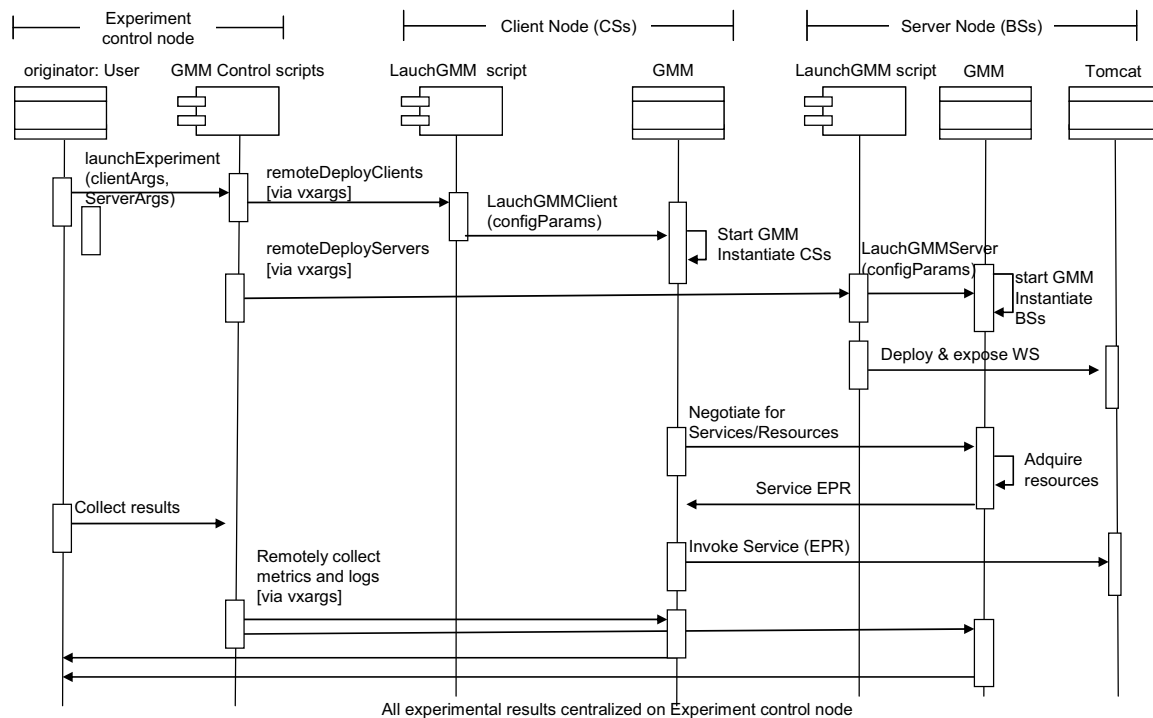 Experiment
control node
Client Node (CSs)
Server Node (BSs)
originator: User
GMM Control scripts
LauchGMM script
GMM
LaunchGMM script
GMM
Tomcat
launchExperiment
(clientArgs,
ServerArgs)
remoteDeployClients
[via vxargs]
LauchGMMClient
(configParams)
Start GMM
Instantiate CSs
remoteDeployServers
[via vxargs]
LauchGMMServer
(configParams)
start GMM
Instantiate
BSs
Deploy & expose WS
Negotiate for
Services/Resources
Adquire
resources
Service EPR
Collect results
Invoke Service (EPR)
Remotely collect
metrics and logs
[via vxargs]
All experimental results centralized on Experiment control node